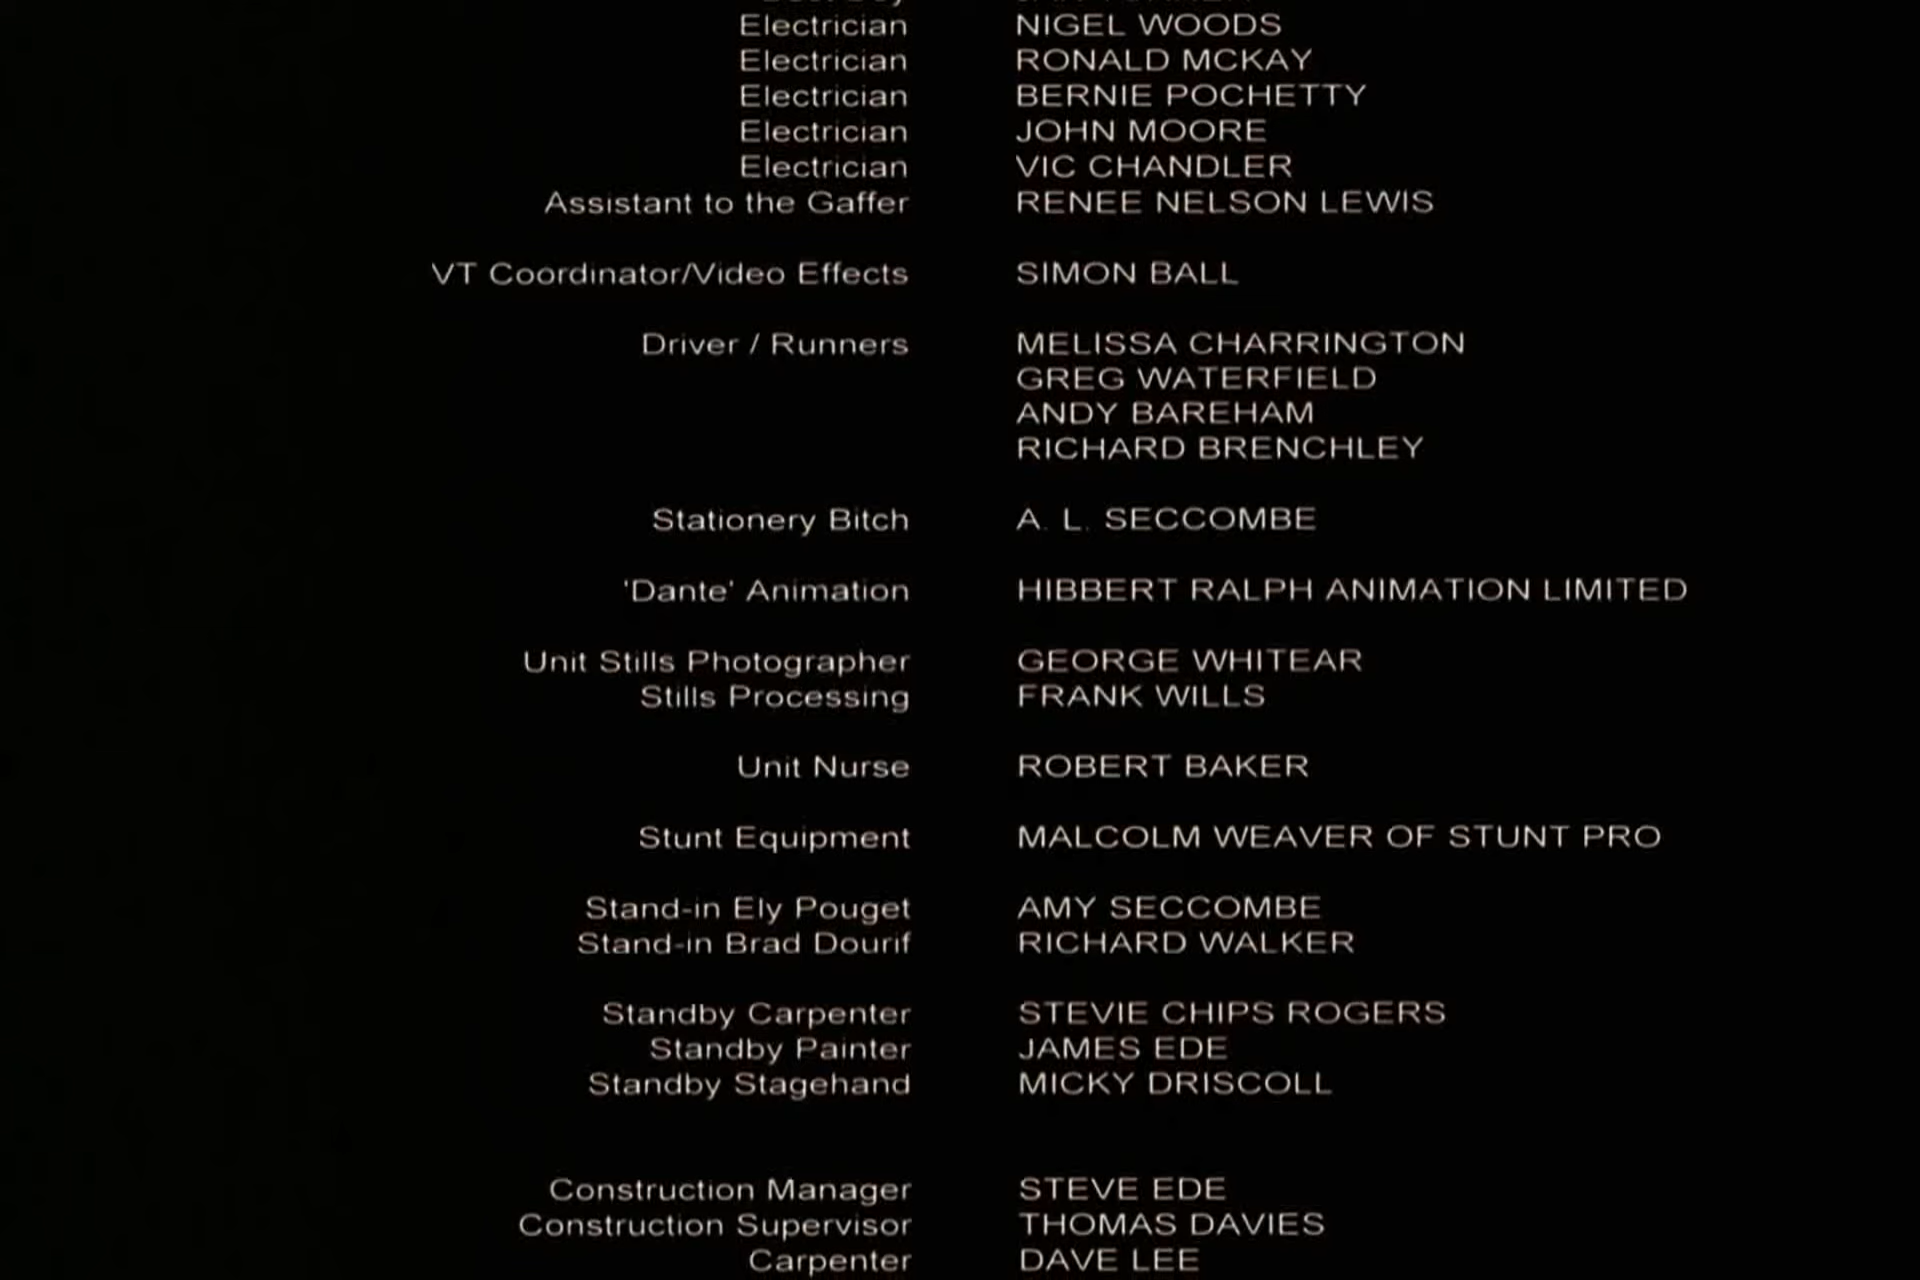 Electrician NIGEL WOODS
Electrician RONALD MCKAY
Electrician BERNIE POCHETTY
Electrician JOHN MOORE
Electrician VIC CHANDLER
Assistant to the Gaffer RENEE NELSON LEWIS
VT Coordinator/Video Effects SIMON BALL
Driver / Runners MELISSA CHARRINGTON
GREG WATERFIELD
ANDY BAREHAM
RICHARD BRENCHLEY
Stationery Bitch A. L. SECCOMBE
'Dante' Animation HIBBERT RALPH ANIMATION LIMITED
Unit Stills Photographer GEORGE WHITEAR
Stills Processing FRANK WILLS
Unit Nurse ROBERT BAKER
Stunt Equipment MALCOLM WEAVER OF STUNT PRO
Stand-in Ely Pouget AMY SECCOMBE
Stand-in Brad Dourif RICHARD WALKER
Standby Carpenter STEVIE CHIPS ROGERS
Standby Painter JAMES EDE
Standby Stagehand MICKY DRISCOLL
Construction Manager STEVE EDE
Construction Supervisor THOMAS DAVIES
Carpenter DAVE LEE